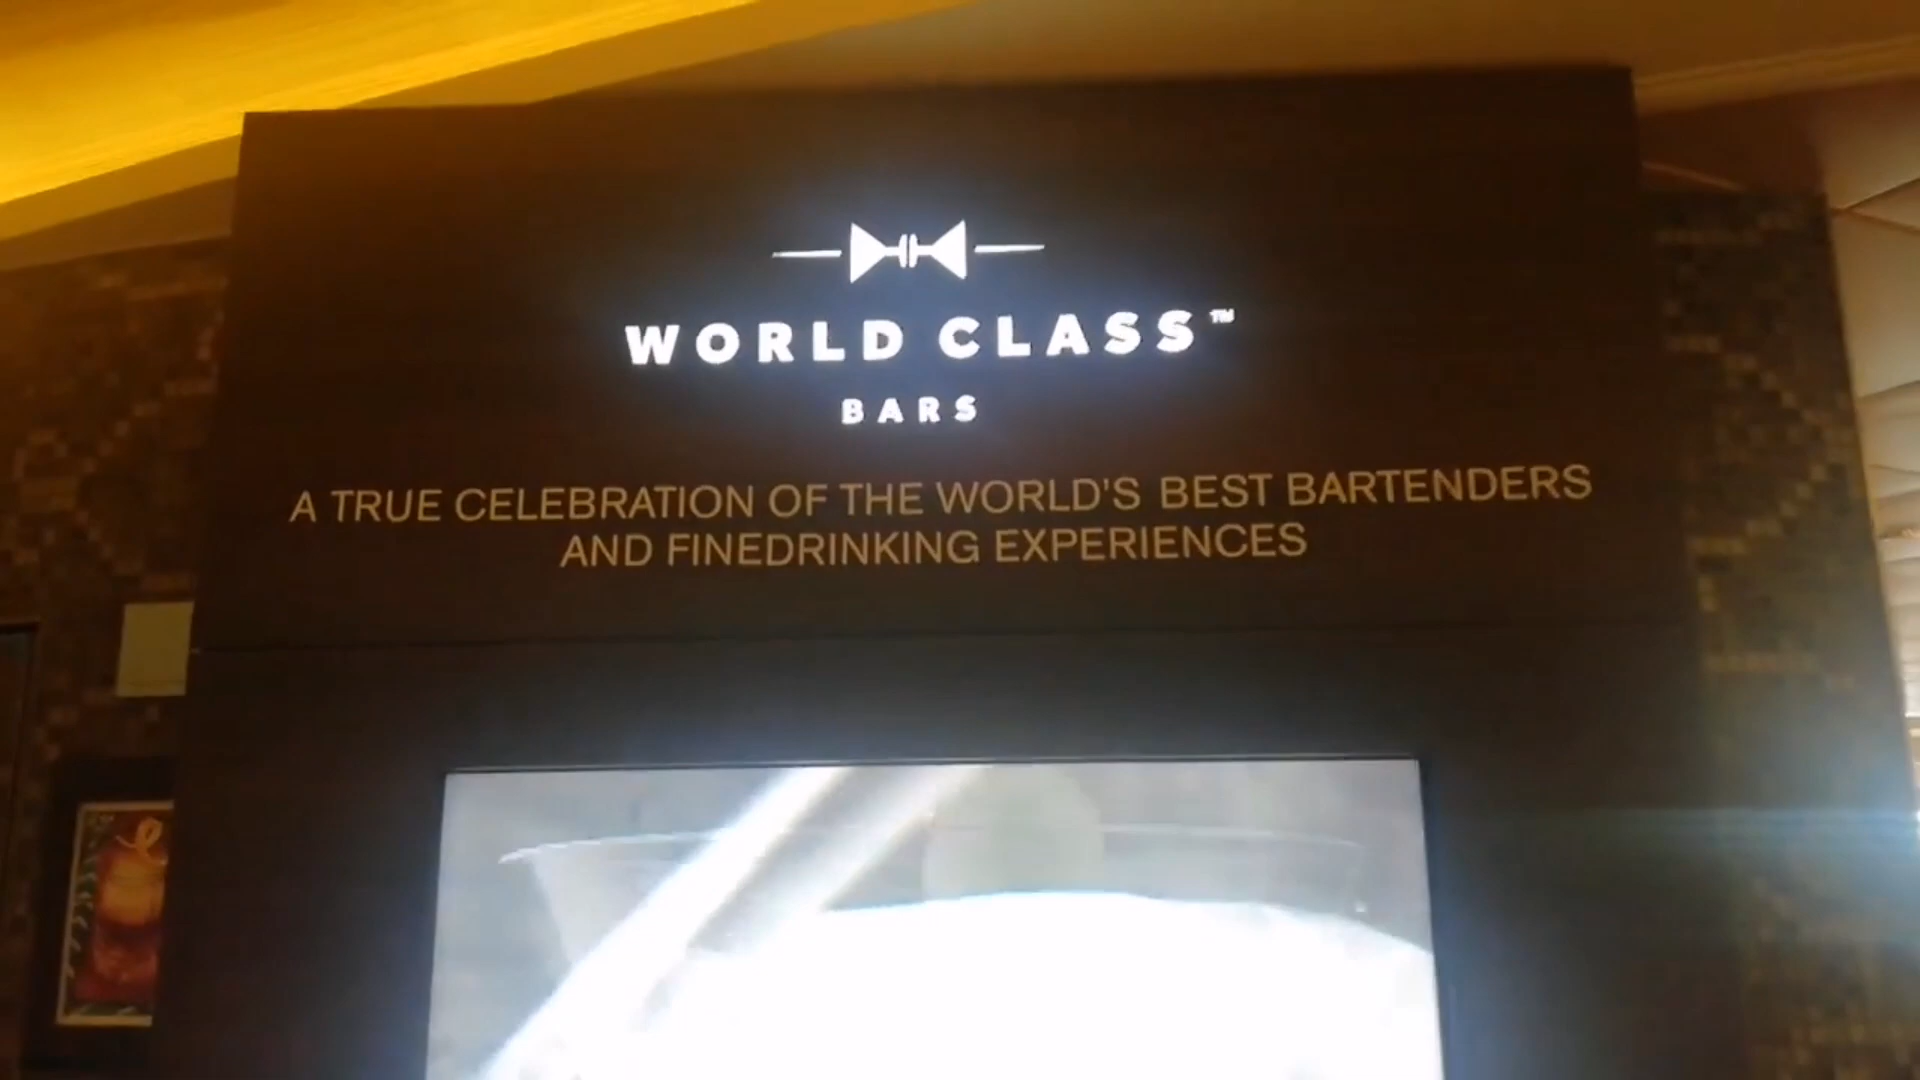 WORLD CLASS™
BARS
A TRUE CELEBRATION OF THE WORLD'S BEST BARTENDERS
AND FINEDRINKING EXPERIENCES